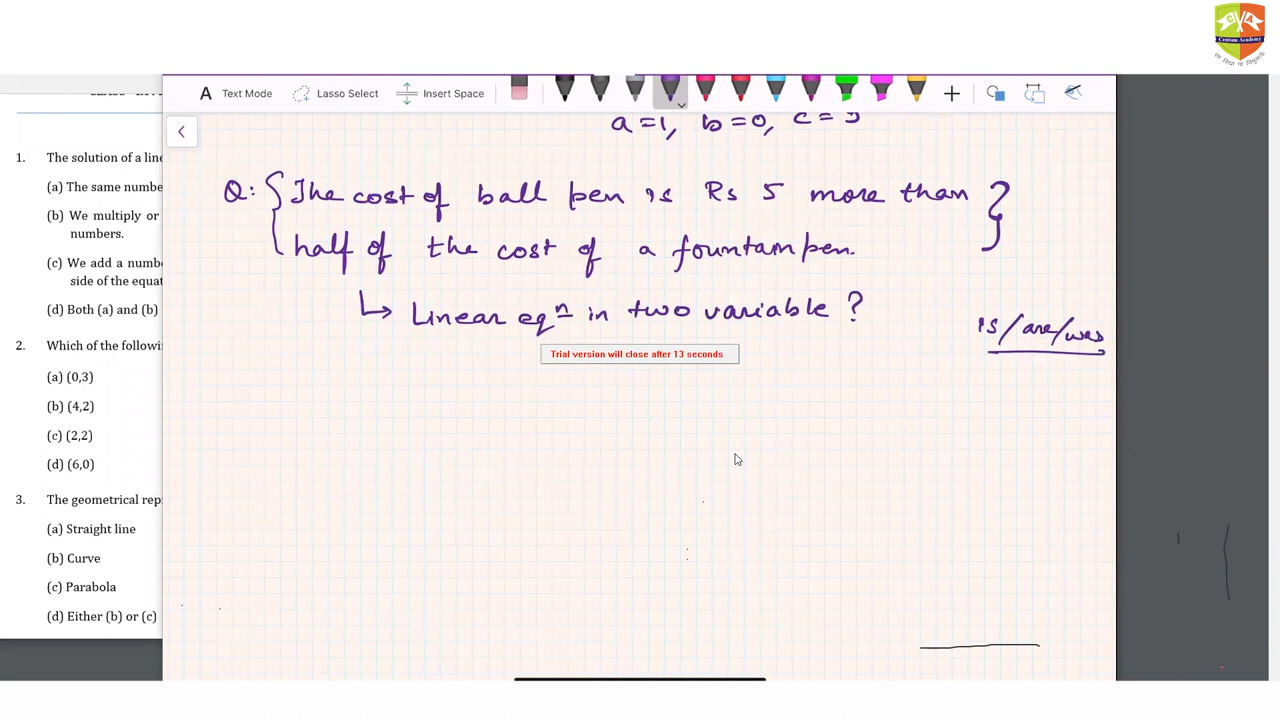 Centum Academy
Text Mode
Lasso Select
Insert Space
a = 1, b = 0, c = 5
Q: The cost of ball pen is Rs 5 more than
half of the cost of a fountain pen.
↳ Linear eqn in two variable ?
is/are/was
Trial version will close after 13 seconds
1. The solution of a line
(a) The same numbe
(b) We multiply or
numbers.
(c) We add a numb
side of the equat
(d) Both (a) and (b)
2. Which of the followi
(a) (0,3)
(b) (4,2)
(c) (2,2)
(d) (6,0)
3. The geometrical rep
(a) Straight line
(b) Curve
(c) Parabola
(d) Either (b) or (c)